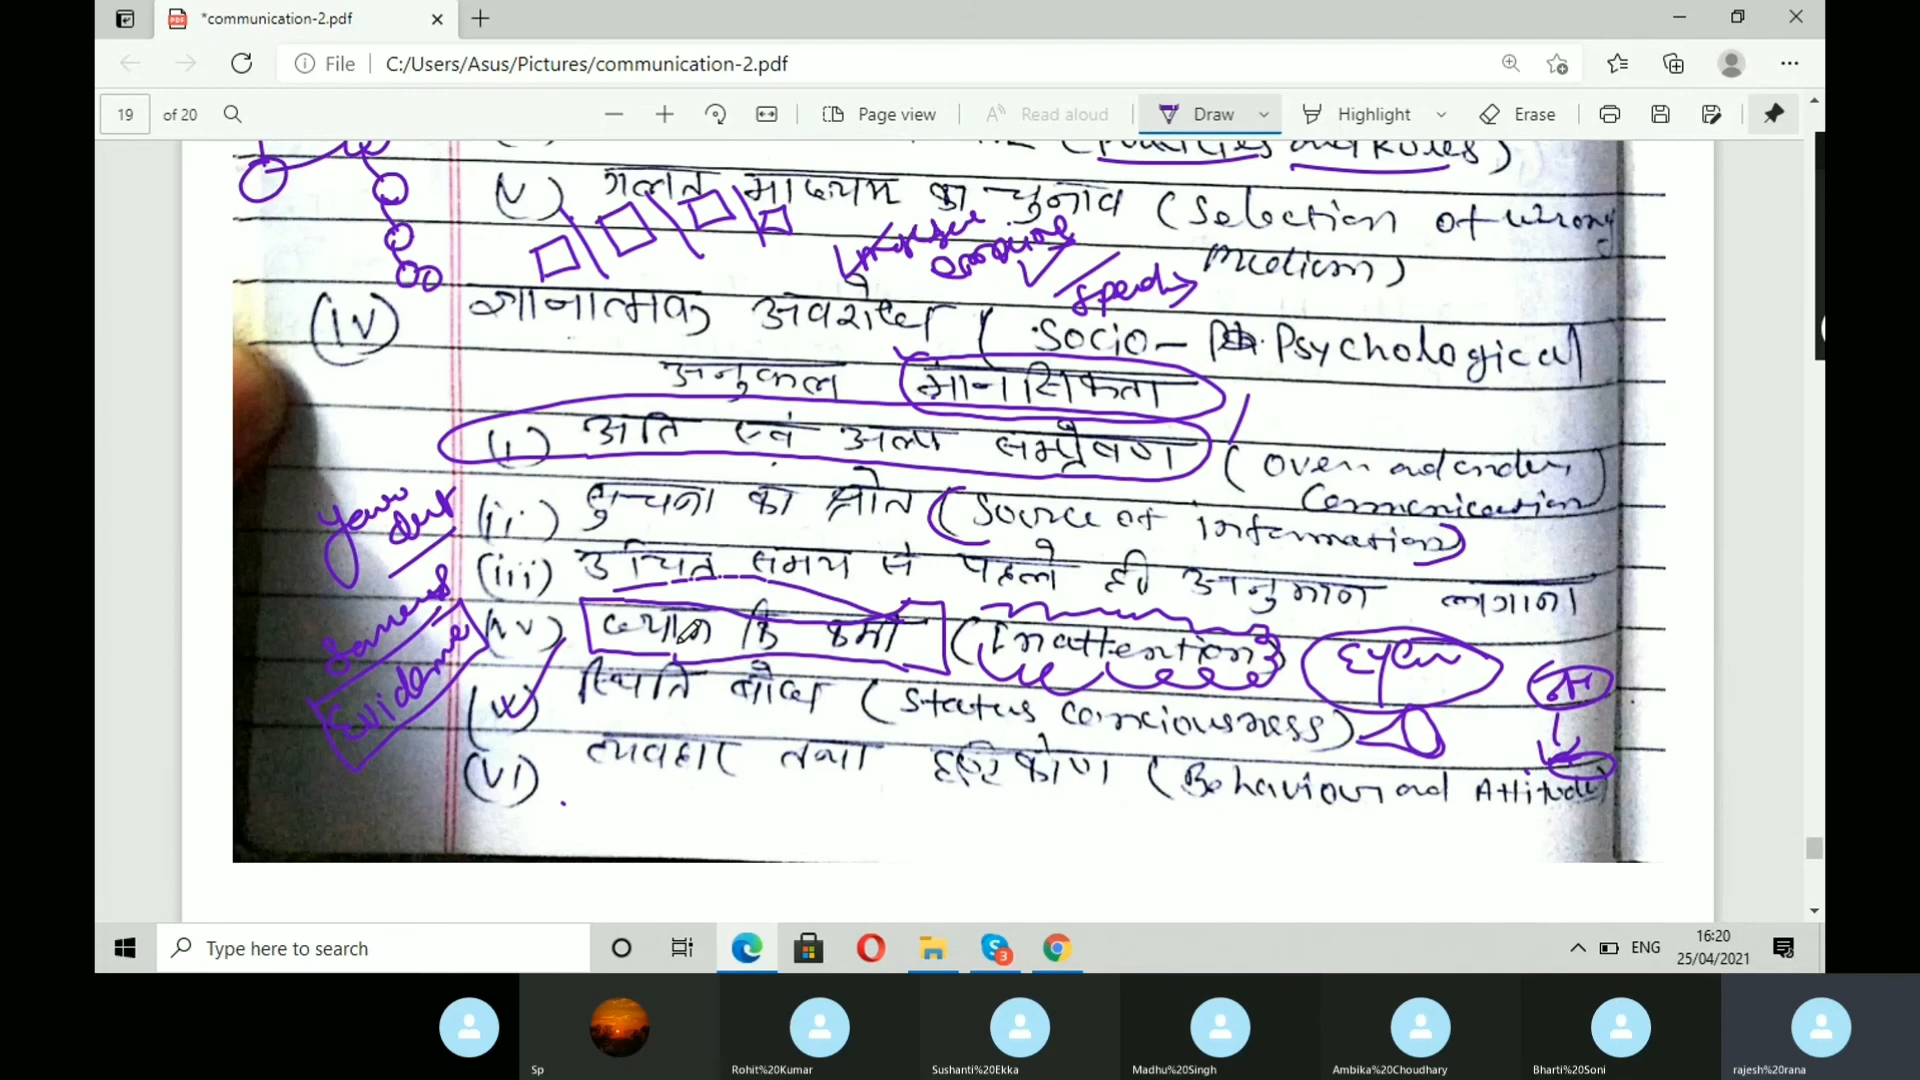 *communication-2.pdf
File C:/Users/Asus/Pictures/communication-2.pdf
19 of 20 Page view Read aloud Draw Highlight Erase
and Rules)
(V) गलत माध्यम का चुनाव (Selection of wrong
Medium)
Speed
(IV) अवरोध (Socio- Psychological
अनुकूल मानसिकता
(i) अति एवं अल्प सम्प्रेषण (Over and under
Communication)
(ii) सुचना का स्रोत (Source of information)
(iii) उचित समय से पहले ही अनुमान लगाना
(iv) ध्यान कि कमी (Inattention)
स्थिति बोध (Status consciousness)
(VI) व्यवहार तथा दृष्टिकोण (Behaviour and Attitude)
Evidence
Type here to search
3
ENG
16:20
25/04/2021
Sp Rohit%20Kumar Sushanti%20Ekka Madhu%20Singh Ambika%20Choudhary Bharti%20Soni rajesh%20rana